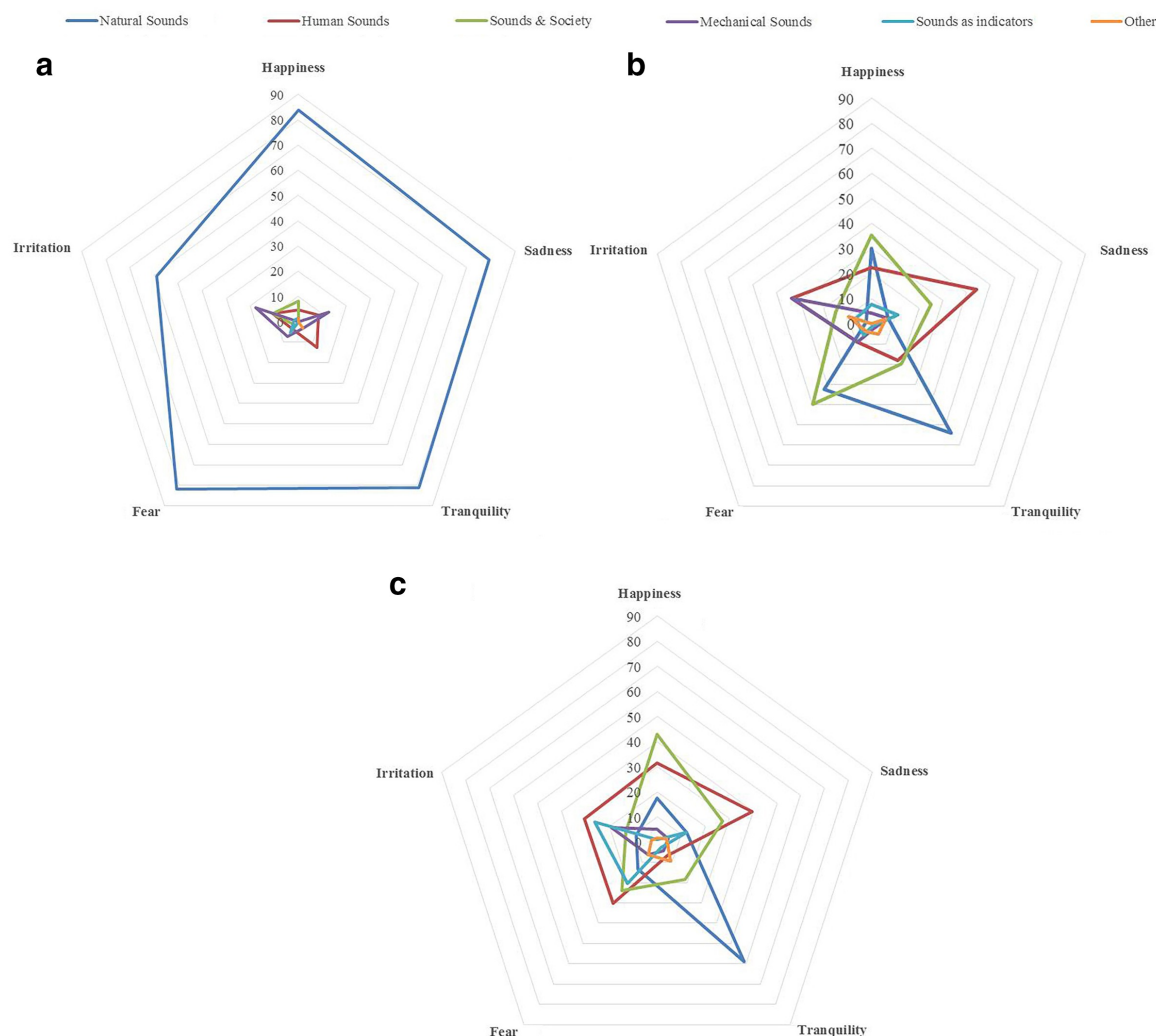 Natural Sounds Human Sounds Sounds & Society Mechanical Sounds Sounds as indicators Other
a
Happiness
90
80
70
60
50
40
30
20
10
0
Irritation
Sadness
Fear
Tranquility
b
Happiness
90
80
70
60
50
40
30
20
10
0
Irritation
Sadness
Fear
Tranquility
c
Happiness
90
80
70
60
50
40
30
20
10
0
Irritation
Sadness
Fear
Tranquility